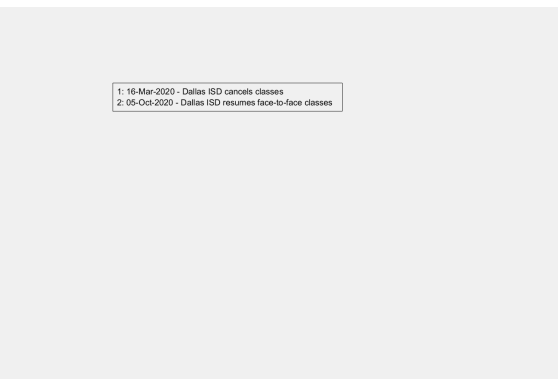 1: 16-Mar-2020 - Dallas ISD cancels classes
2: 05-Oct-2020 - Dallas ISD resumes face-to-face classes